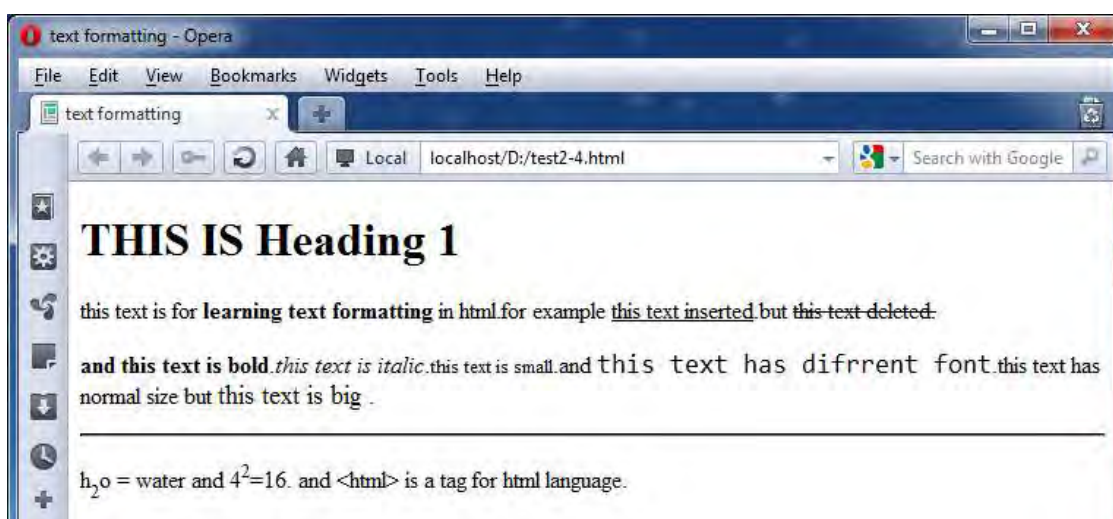 text formatting - Opera
File Edit View Bookmarks Widgets Tools Help
text formatting
Local localhost/D:/test2-4.html Search with Google
THIS IS Heading 1
this text is for learning text formatting in html.for example this text inserted.but this text deleted.
and this text is bold.this text is italic.this text is small.and this text has difrrent font.this text has
normal size but this text is big .
h₂o = water and 4²=16. and <html> is a tag for html language.